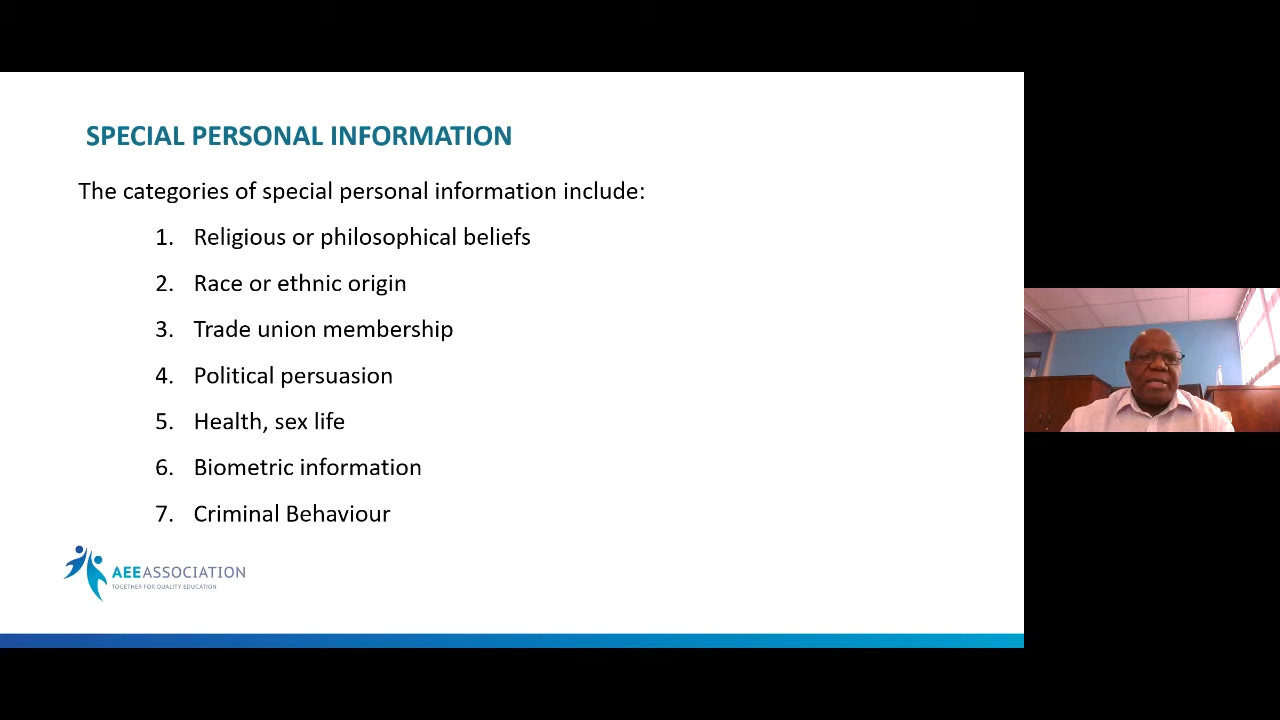 SPECIAL PERSONAL INFORMATION
The categories of special personal information include:
1. Religious or philosophical beliefs
2. Race or ethnic origin
3. Trade union membership
4. Political persuasion
5. Health, sex life
6. Biometric information
7. Criminal Behaviour
AEEASSOCIATION
TOGETHER FOR QUALITY EDUCATION